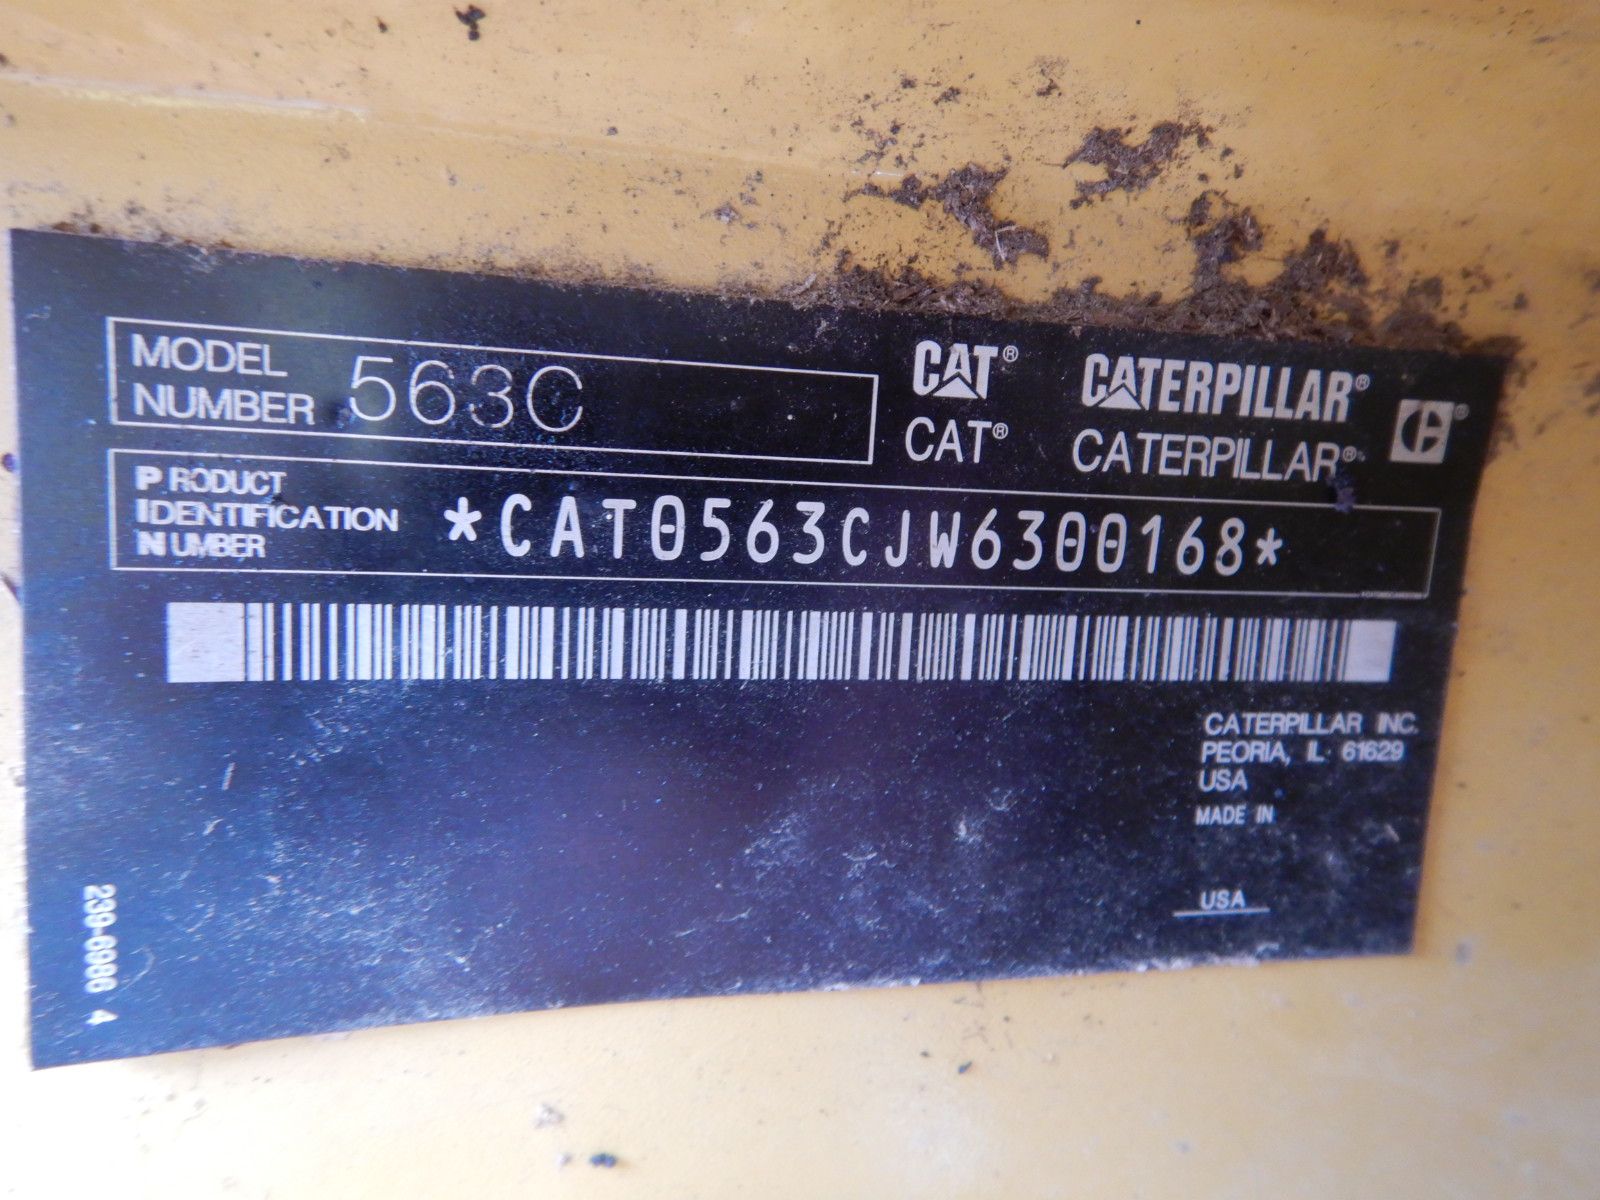 MODEL
NUMBER 563C
CAT® CATERPILLAR®
CAT® CATERPILLAR®
PRODUCT
IDENTIFICATION
NUMBER
*CAT0563CJW6300168*
CATERPILLAR INC.
PEORIA, IL 61629
USA
MADE IN
USA
239-6986 4